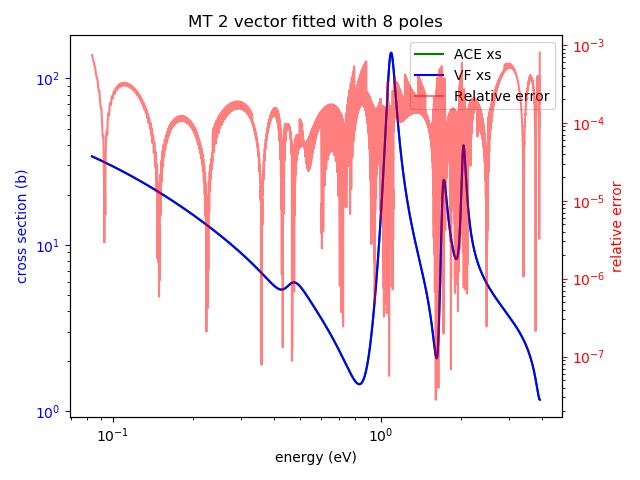 MT 2 vector fitted with 8 poles
ACE xs
VF xs
Relative error
cross section (b)
10²
10¹
10⁰
10⁻¹
10⁰
energy (eV)
10⁻³
10⁻⁴
10⁻⁵
10⁻⁶
10⁻⁷
relative error